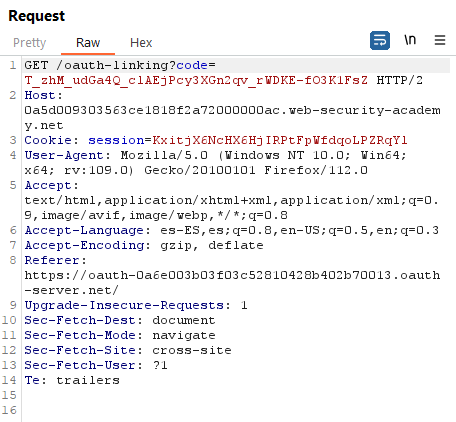 Request
Pretty Raw Hex \n
1 GET /oauth-linking?code=
T_zhM_udGa4Q_clAEjPcy3XGn2qv_rWDKE-fO3K1FsZ HTTP/2
2 Host:
0a5d009303563ce1818f2a72000000ac.web-security-academ
y.net
3 Cookie: session=KxitjX6NcHX6HjIRPtFpWfdqoLPZRqYl
4 User-Agent: Mozilla/5.0 (Windows NT 10.0; Win64;
x64; rv:109.0) Gecko/20100101 Firefox/112.0
5 Accept:
text/html,application/xhtml+xml,application/xml;q=0.
9,image/avif,image/webp,*/*;q=0.8
6 Accept-Language: es-ES,es;q=0.8,en-US;q=0.5,en;q=0.3
7 Accept-Encoding: gzip, deflate
8 Referer:
https://oauth-0a6e003b03f03c52810428b402b70013.oauth
-server.net/
9 Upgrade-Insecure-Requests: 1
10 Sec-Fetch-Dest: document
11 Sec-Fetch-Mode: navigate
12 Sec-Fetch-Site: cross-site
13 Sec-Fetch-User: ?1
14 Te: trailers
15
16